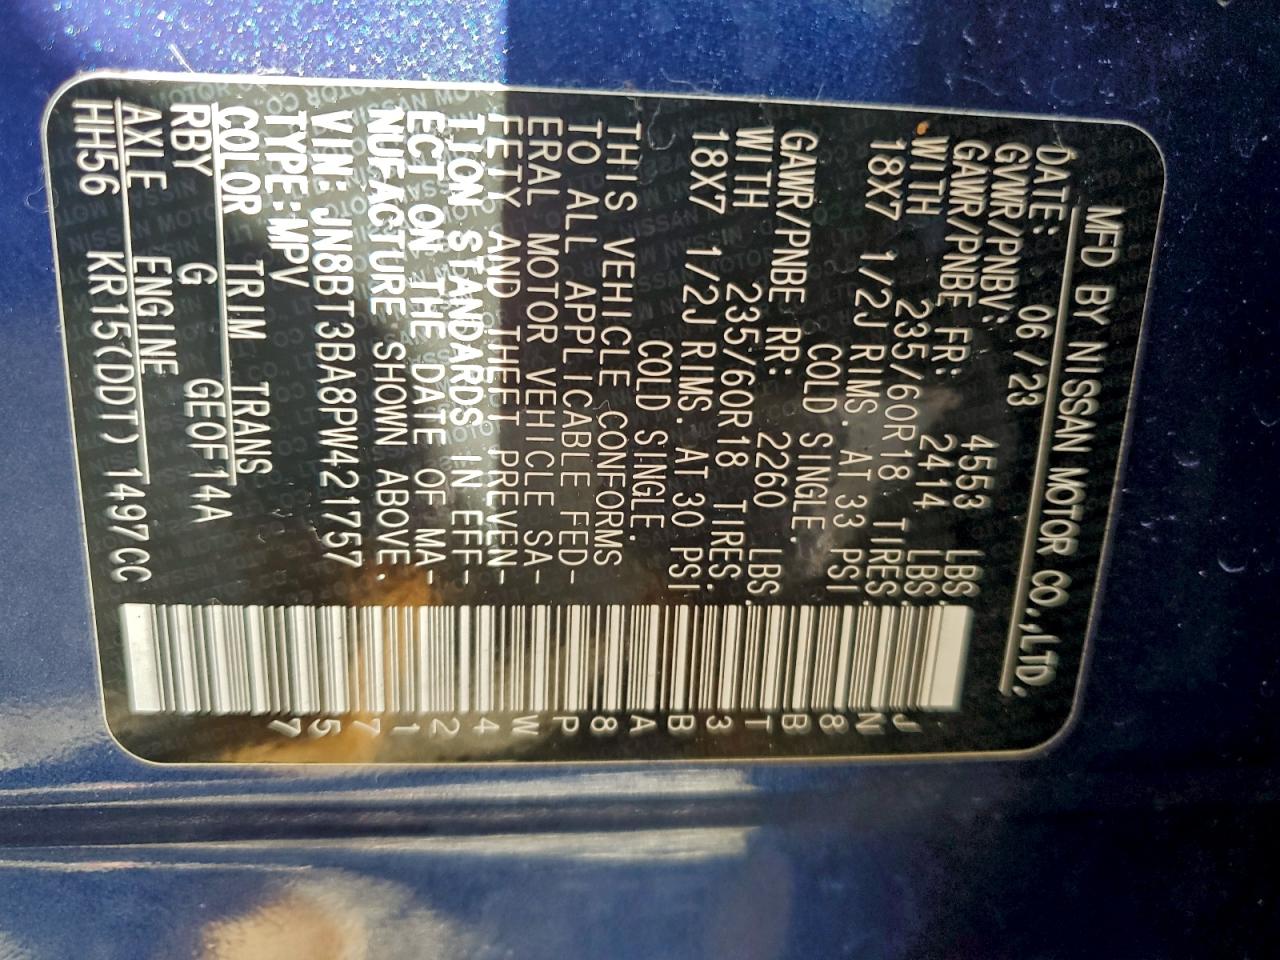 MFD BY NISSAN MOTOR CO.,LTD.
DATE: 06/23
GVWR/PNBV: 4553 LBS.
GAWR/PNBE FR: 2414 LBS.
WITH 235/60R18 TIRES,
18X7 1/2J RIMS. AT 33 PSI
COLD SINGLE.
GAWR/PNBE RR: 2260 LBS.
WITH 235/60R18 TIRES,
18X7 1/2J RIMS. AT 30 PSI
COLD SINGLE.
THIS VEHICLE CONFORMS
TO ALL APPLICABLE FED-
ERAL MOTOR VEHICLE SA-
FETY AND THEFT PREVEN-
TION STANDARDS IN EFF-
ECT ON THE DATE OF MA-
NUFACTURE SHOWN ABOVE.
VIN: JN8BT3BA8PW421757
TYPE:MPV
COLOR TRIM TRANS
RBY G GEOF14A
AXLE ENGINE
HH56 KR15(DDT) 1497CC
JN8BT3BA8PW421757